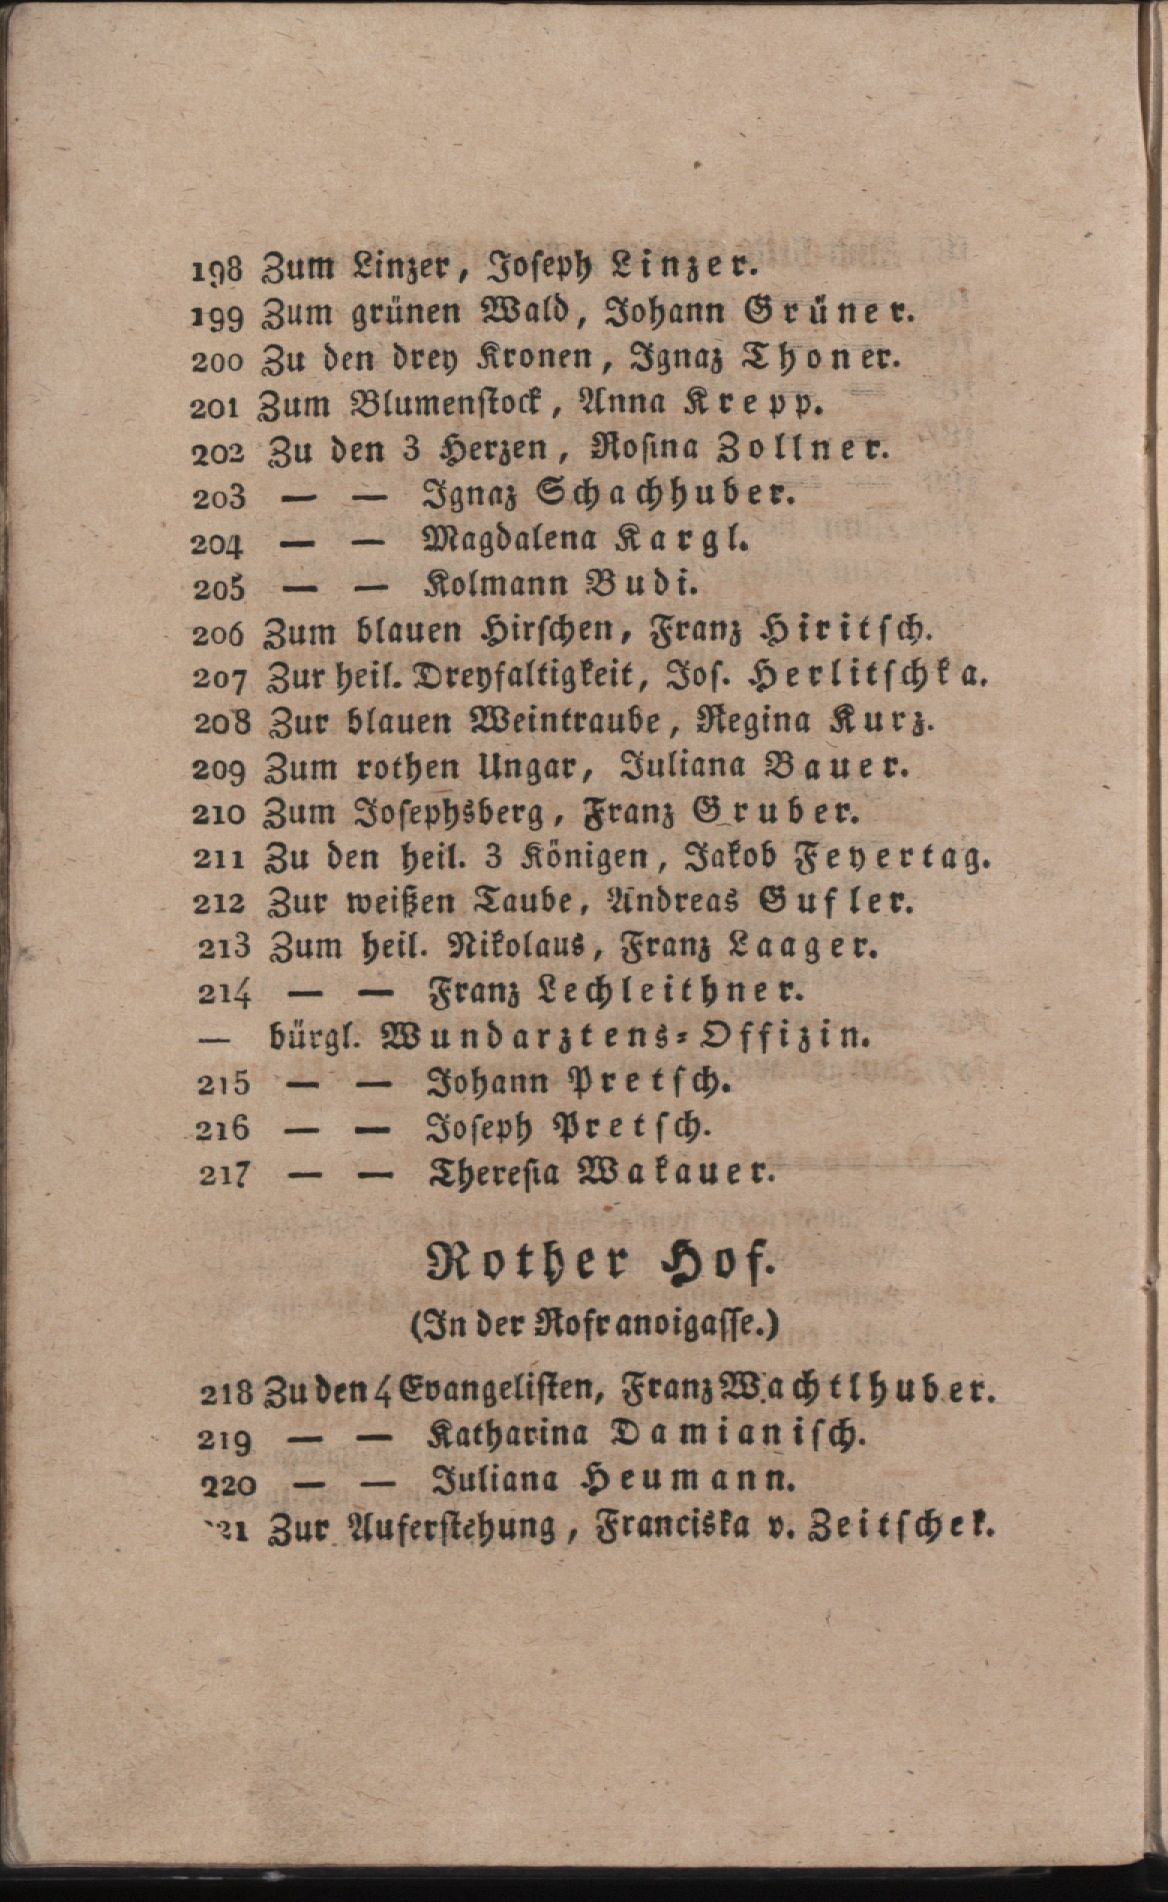 198 Zum Linzer, Joseph Linzer.
199 Zum grünen Wald, Johann Grüner.
200 Zu den drey Kronen, Ignaz Thoner.
201 Zum Blumenstock, Anna Krepp.
202 Zu den 3 Herzen, Rosina Zollner.
203 — — Ignaz Schachhuber.
204 — — Magdalena Kargl.
205 — — Kolmann Budi.
206 Zum blauen Hirschen, Franz Hiritsch.
207 Zur heil. Dreyfaltigkeit, Jos. Herlitschka.
208 Zur blauen Weintraube, Regina Kurz.
209 Zum rothen Ungar, Juliana Bauer.
210 Zum Josephsberg, Franz Gruber.
211 Zu den heil. 3 Königen, Jakob Feyertag.
212 Zur weißen Taube, Andreas Gufler.
213 Zum heil. Nikolaus, Franz Laager.
214 — — Franz Lechleithner.
— bürgl. Wundarztens-Offizin.
215 — — Johann Pretsch.
216 — — Joseph Pretsch.
217 — — Theresia Wakauer.
Rother Hof.
(In der Rofranoigasse.)
218 Zu den 4 Evangelisten, Franz Wachtlhuber.
219 — — Katharina Damianisch.
220 — — Juliana Heumann.
221 Zur Auferstehung, Franciska v. Zeitschek.